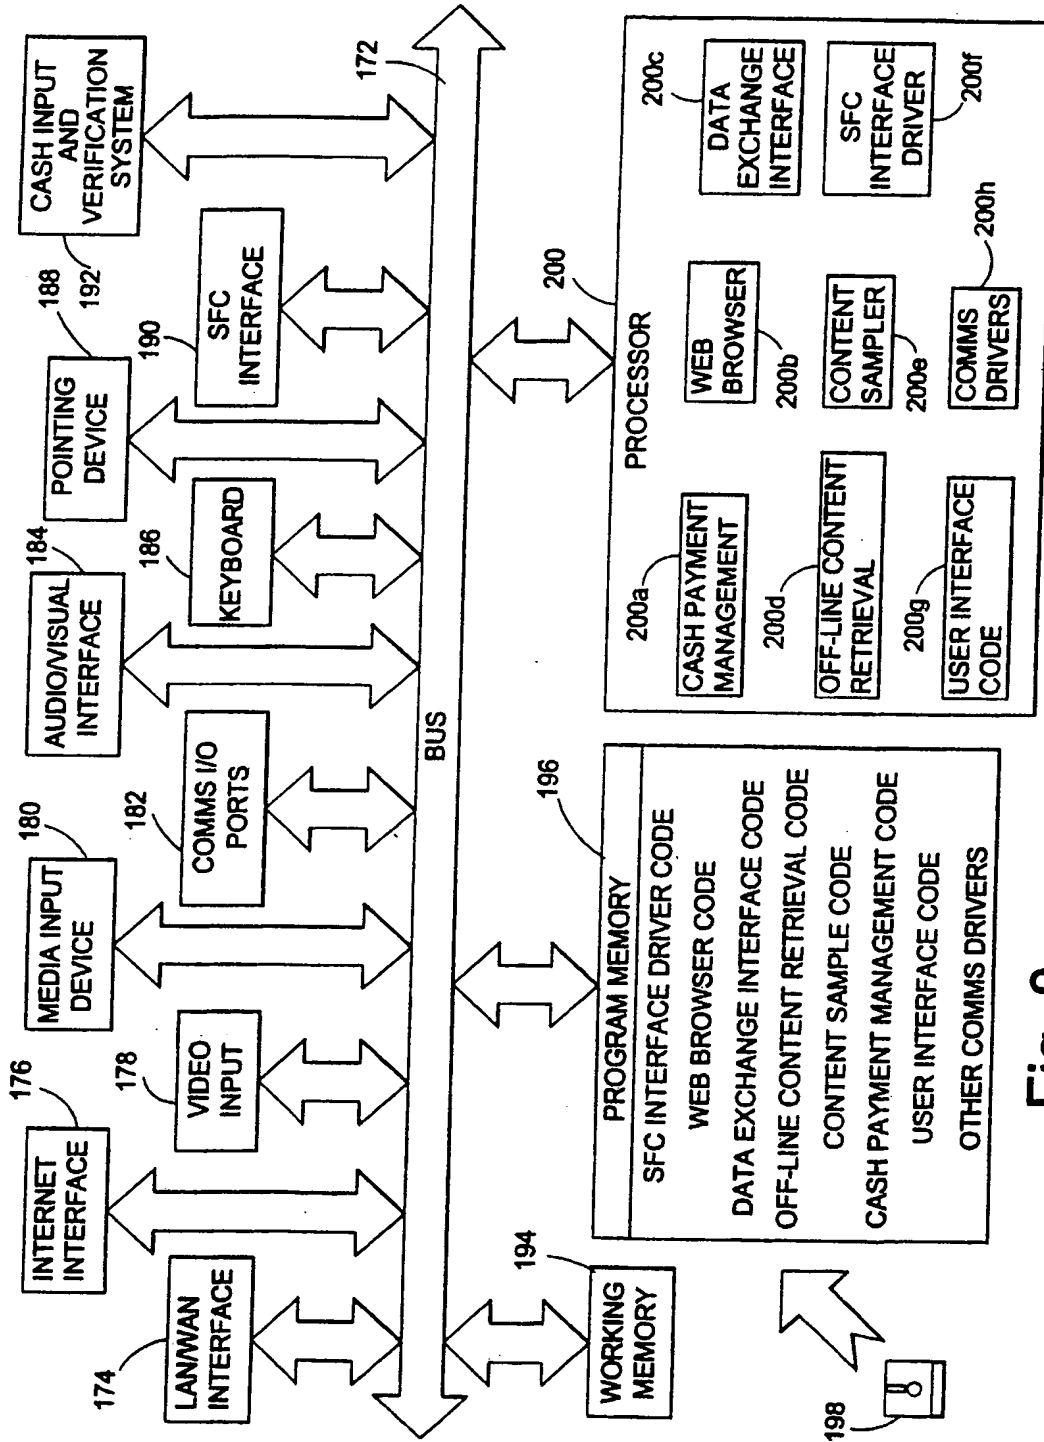 174
LAN/WAN
INTERFACE
INTERNET
INTERFACE
176
178
VIDEO
INPUT
MEDIA INPUT
DEVICE
180
182
COMMS I/O
PORTS
AUDIO/VISUAL
INTERFACE
184
186
KEYBOARD
POINTING
DEVICE
188
190
SFC
INTERFACE
CASH INPUT
AND
VERIFICATION
SYSTEM
192'
BUS
172
194
WORKING
MEMORY
198
196
PROGRAM MEMORY
SFC INTERFACE DRIVER CODE
WEB BROWSER CODE
DATA EXCHANGE INTERFACE CODE
OFF-LINE CONTENT RETRIEVAL CODE
CONTENT SAMPLE CODE
CASH PAYMENT MANAGEMENT CODE
USER INTERFACE CODE
OTHER COMMS DRIVERS
PROCESSOR
200
200a
CASH PAYMENT
MANAGEMENT
WEB
BROWSER
200b
200c
DATA
EXCHANGE
INTERFACE
200d
OFF-LINE CONTENT
RETRIEVAL
CONTENT
SAMPLER
200e
SFC
INTERFACE
DRIVER
200f
200g
USER INTERFACE
CODE
COMMS
DRIVERS
200h